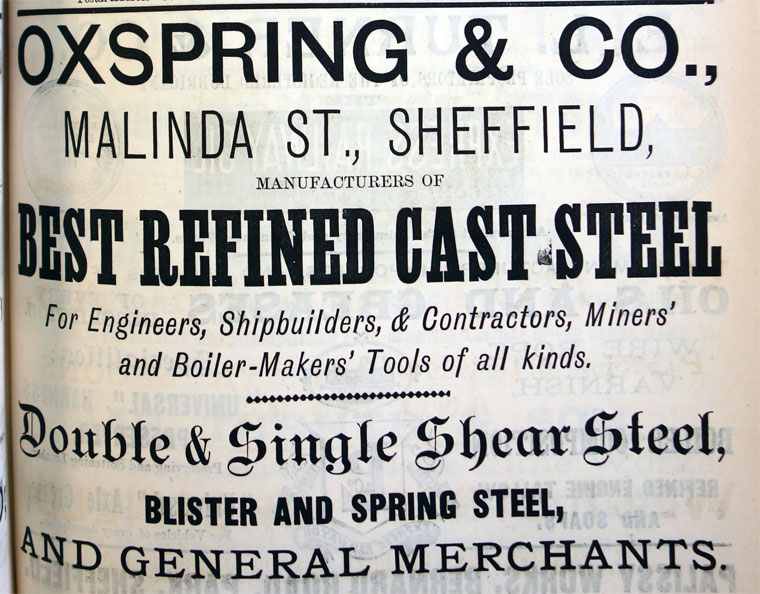 OXSPRING & CO.,
MALINDA ST., SHEFFIELD,
MANUFACTURERS OF
BEST REFINED CAST STEEL
For Engineers, Shipbuilders, & Contractors, Miners'
and Boiler-Makers' Tools of all kinds.
Double & Single Shear Steel,
BLISTER AND SPRING STEEL,
AND GENERAL MERCHANTS.